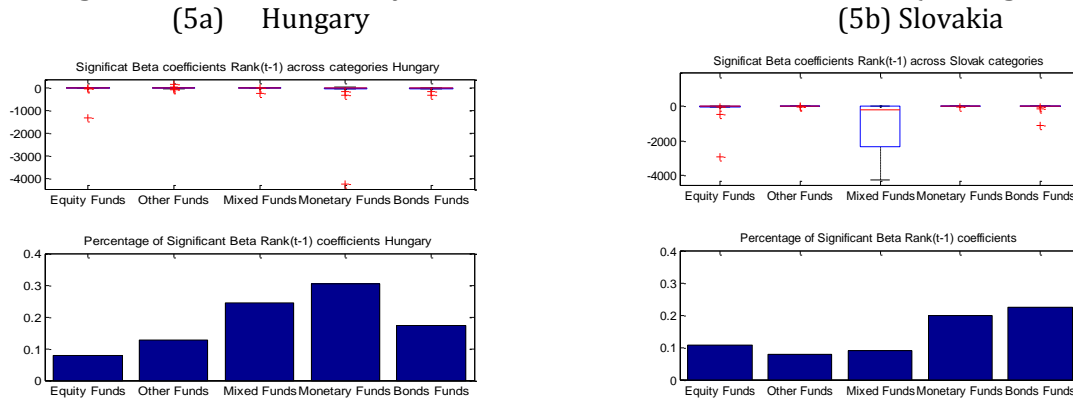 (5a) Hungary
(5b) Slovakia
Significat Beta coefficients Rank(t-1) across categories Hungary
0
-1000
-2000
-3000
-4000
Equity Funds Other Funds Mixed Funds Monetary Funds Bonds Funds
Percentage of Significant Beta Rank(t-1) coefficients Hungary
0.4
0.3
0.2
0.1
0
Equity Funds Other Funds Mixed Funds Monetary Funds Bonds Funds
Significat Beta coefficients Rank(t-1) across Slovak categories
0
-2000
-4000
Equity Funds Other Funds Mixed Funds Monetary Funds Bonds Funds
Percentage of Significant Beta Rank(t-1) coefficients
0.4
0.3
0.2
0.1
0
Equity Funds Other Funds Mixed Funds Monetary Funds Bonds Funds